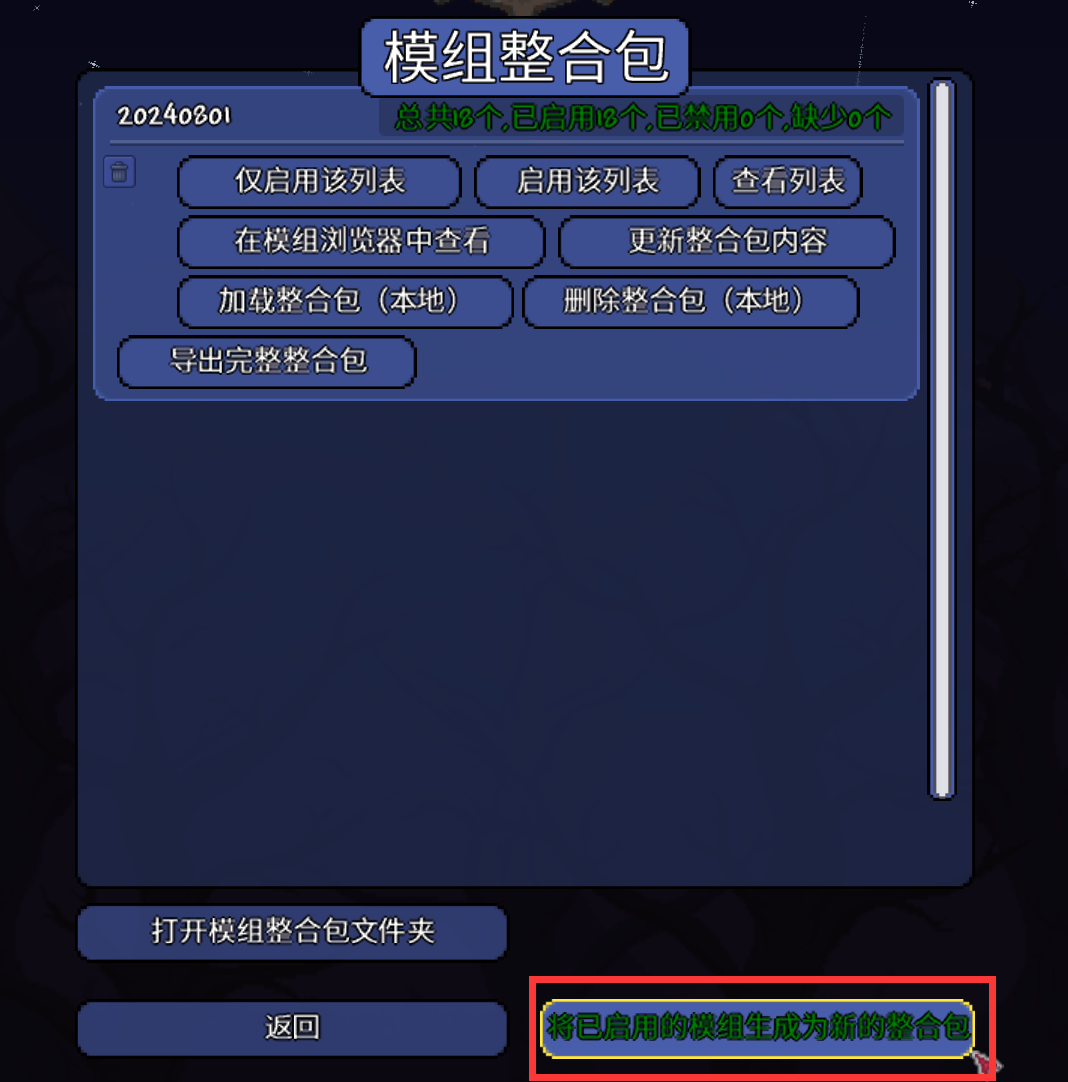 模组整合包
20240801 总共18个,已启用18个,已禁用0个,缺少0个
仅启用该列表 启用该列表 查看列表
在模组浏览器中查看 更新整合包内容
加载整合包（本地） 删除整合包（本地）
导出完整整合包
打开模组整合包文件夹
返回 将已启用的模组生成为新的整合包